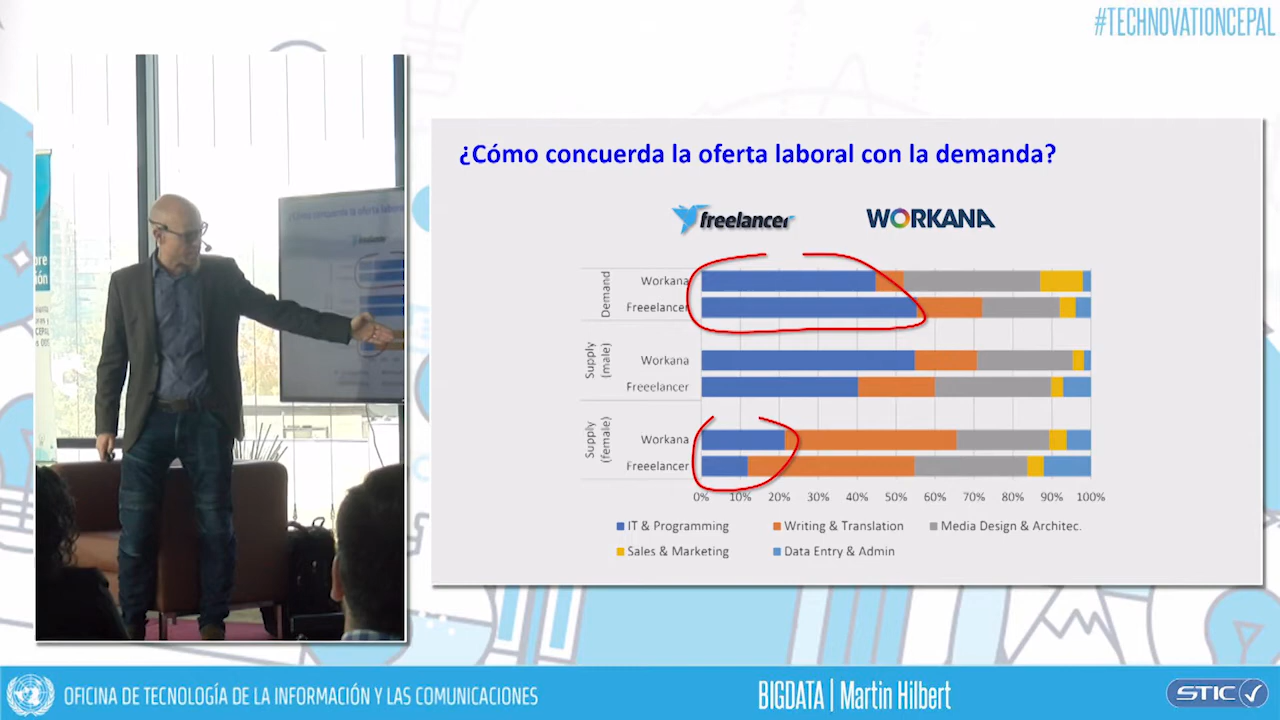 #TECHNOVATIONCEPAL
¿Cómo concuerda la oferta laboral con la demanda?
freelancer
WORKANA
Demand
Workana
Freeelancer
Supply
(male)
Workana
Freeelancer
Supply
(female)
Workana
Freeelancer
0% 10% 20% 30% 40% 50% 60% 70% 80% 90% 100%
IT & Programming
Writing & Translation
Media Design & Architec.
Sales & Marketing
Data Entry & Admin
OFICINA DE TECNOLOGÍA DE LA INFORMACIÓN Y LAS COMUNICACIONES
BIGDATA | Martin Hilbert
STIC